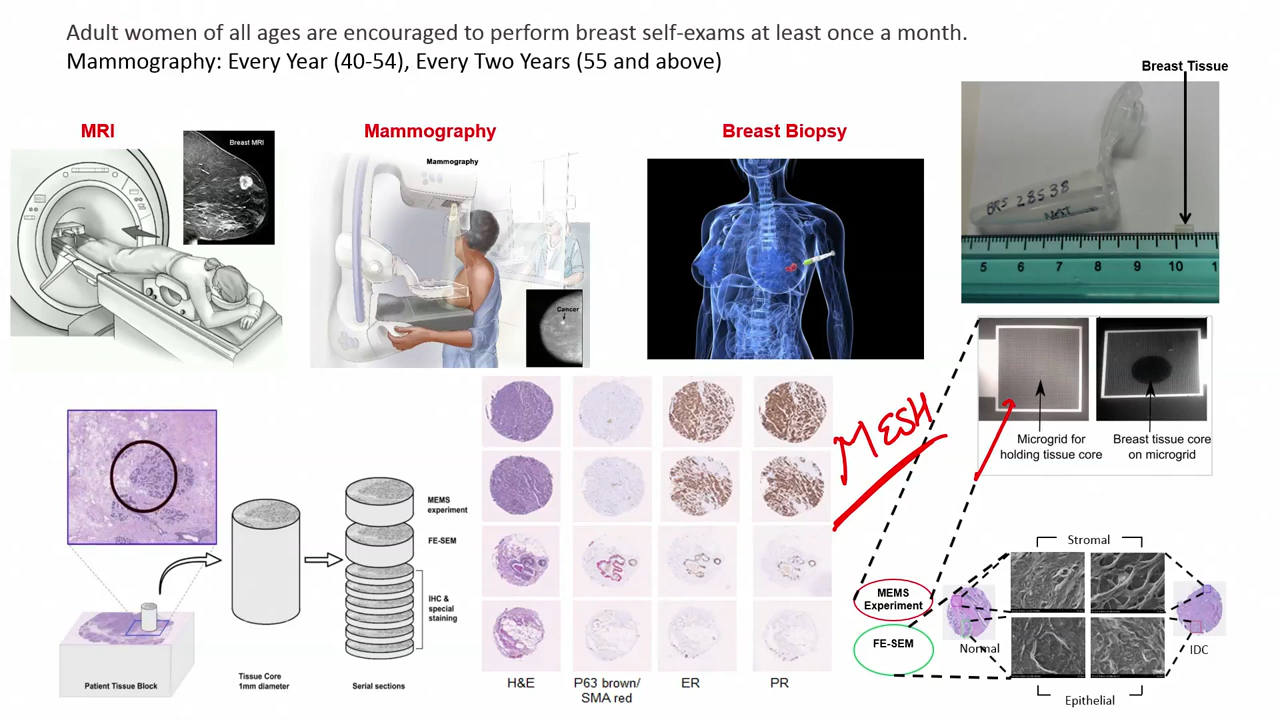 Adult women of all ages are encouraged to perform breast self-exams at least once a month.
Mammography: Every Year (40-54), Every Two Years (55 and above)
Breast Tissue
MRI
Mammography
Breast Biopsy
Breast MRI
Mammography
Cancer
BRS 28538
NAT
5 6 7 8 9 10 1
Microgrid for
holding tissue core
Breast tissue core
on microgrid
MESH
MEMS
experiment
FE-SEM
IHC &
special
staining
Patient Tissue Block
Tissue Core
1mm diameter
Serial sections
H&E
P63 brown/
SMA red
ER
PR
MEMS
Experiment
FE-SEM
Normal
Stromal
Epithelial
IDC